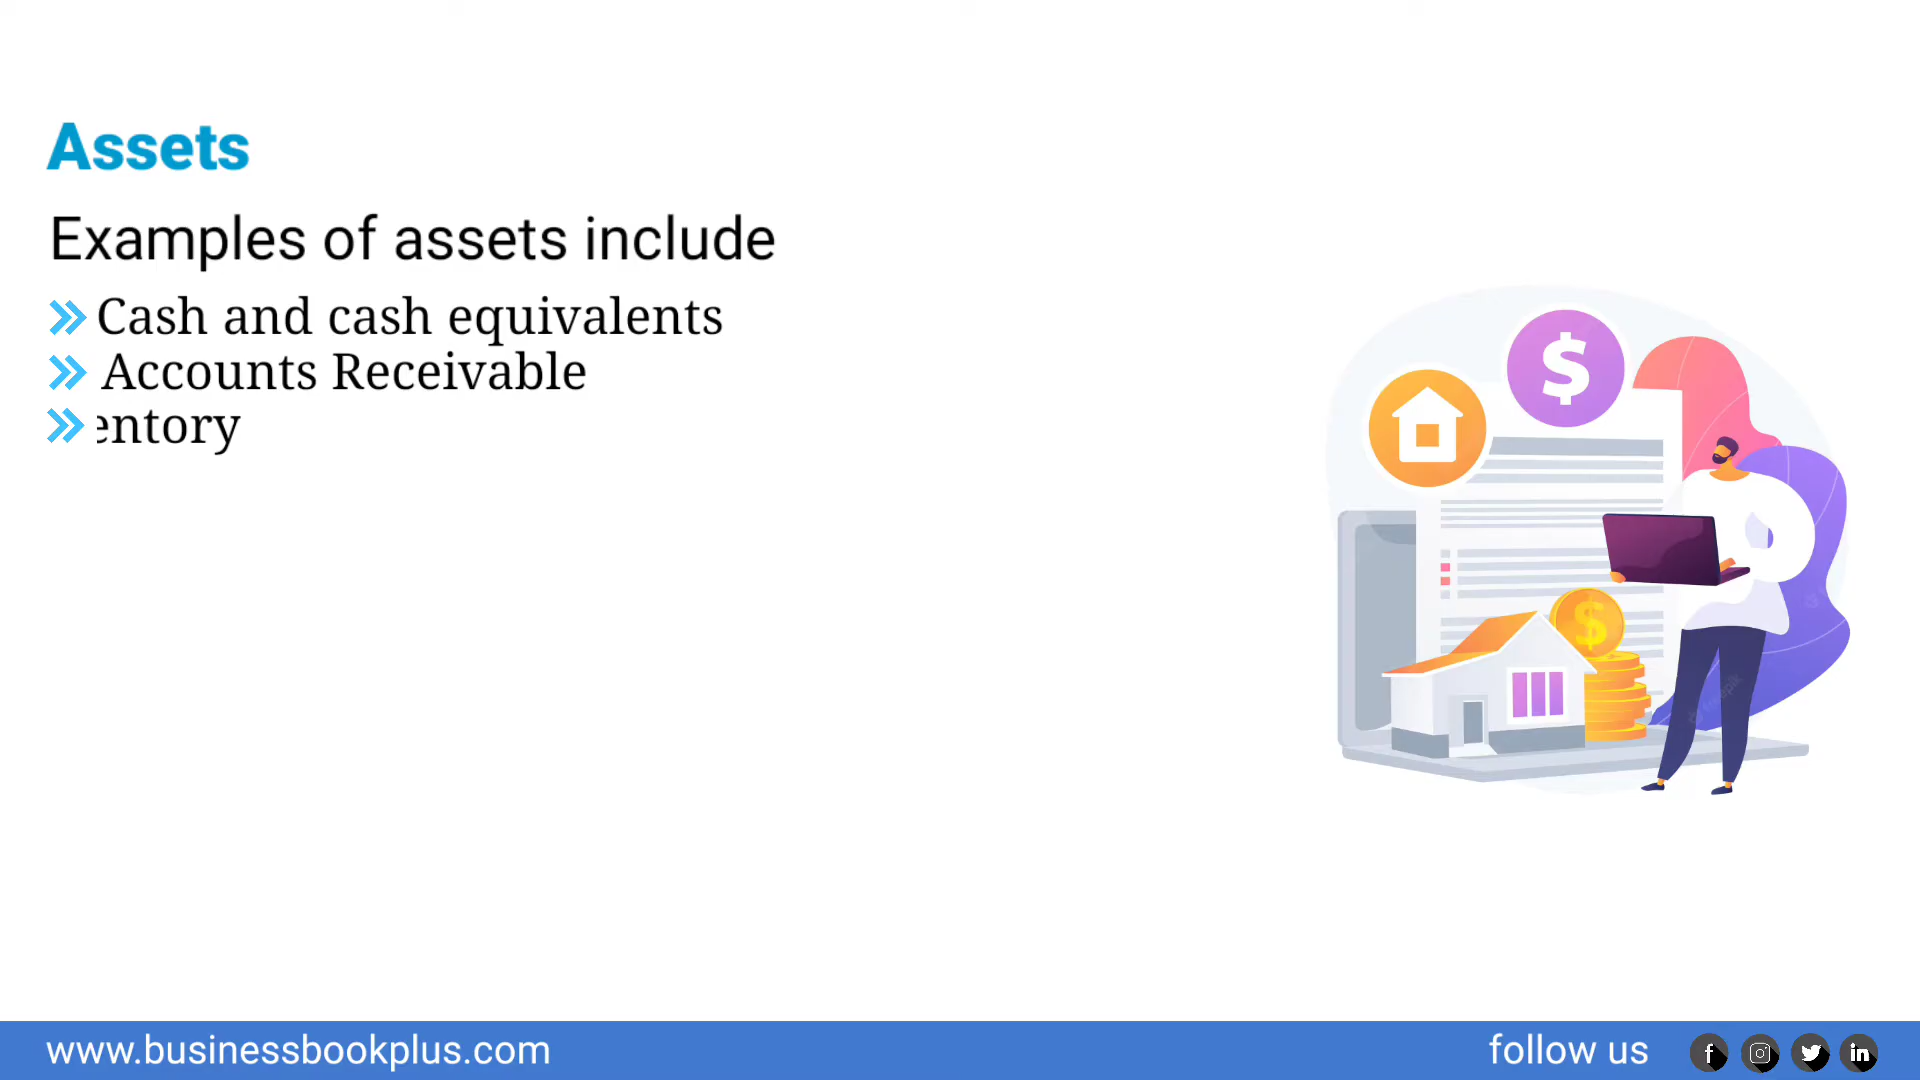 Assets
Examples of assets include
Cash and cash equivalents
Accounts Receivable
entory
www.businessbookplus.com
follow us